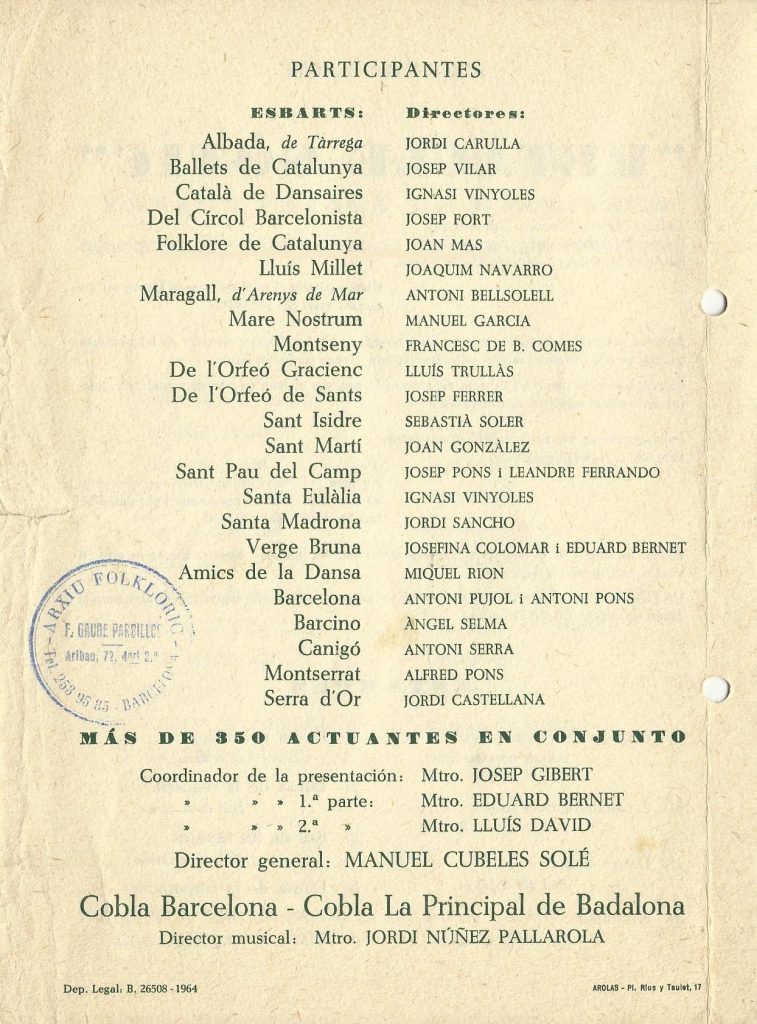 PARTICIPANTES
ESBARTS: Directores:
Albada, de Tàrrega JORDI CARULLA
Ballets de Catalunya JOSEP VILAR
Català de Dansaires IGNASI VINYOLES
Del Círcol Barcelonista JOSEP FORT
Folklore de Catalunya JOAN MAS
Lluís Millet JOAQUIM NAVARRO
Maragall, d'Arenys de Mar ANTONI BELLSOLELL
Mare Nostrum MANUEL GARCIA
Montseny FRANCESC DE B. COMES
De l'Orfeó Gracienc LLUÍS TRULLÀS
De l'Orfeó de Sants JOSEP FERRER
Sant Isidre SEBASTIÀ SOLER
Sant Martí JOAN GONZÀLEZ
Sant Pau del Camp JOSEP PONS i LEANDRE FERRANDO
Santa Eulàlia IGNASI VINYOLES
Santa Madrona JORDI SANCHO
Verge Bruna JOSEFINA COLOMAR i EDUARD BERNET
Amics de la Dansa MIQUEL RION
Barcelona ANTONI PUJOL i ANTONI PONS
Barcino ÀNGEL SELMA
Canigó ANTONI SERRA
Montserrat ALFRED PONS
Serra d'Or JORDI CASTELLANA
ARXIU FOLKLORIC
F. GAUDE PARDILLOS
Aribau, 72, 4art 2.ª
Tel. 253 95 85 - BARCELONA
MÁS DE 350 ACTUANTES EN CONJUNTO
Coordinador de la presentación: Mtro. JOSEP GIBERT
» » » 1.ª parte: Mtro. EDUARD BERNET
» » » 2.ª » Mtro. LLUÍS DAVID
Director general: MANUEL CUBELES SOLÉ
Cobla Barcelona - Cobla La Principal de Badalona
Director musical: Mtro. JORDI NÚÑEZ PALLAROLA
Dep. Legal: B. 26508 - 1964 AROLAS - Pl. Rius y Taulet, 17